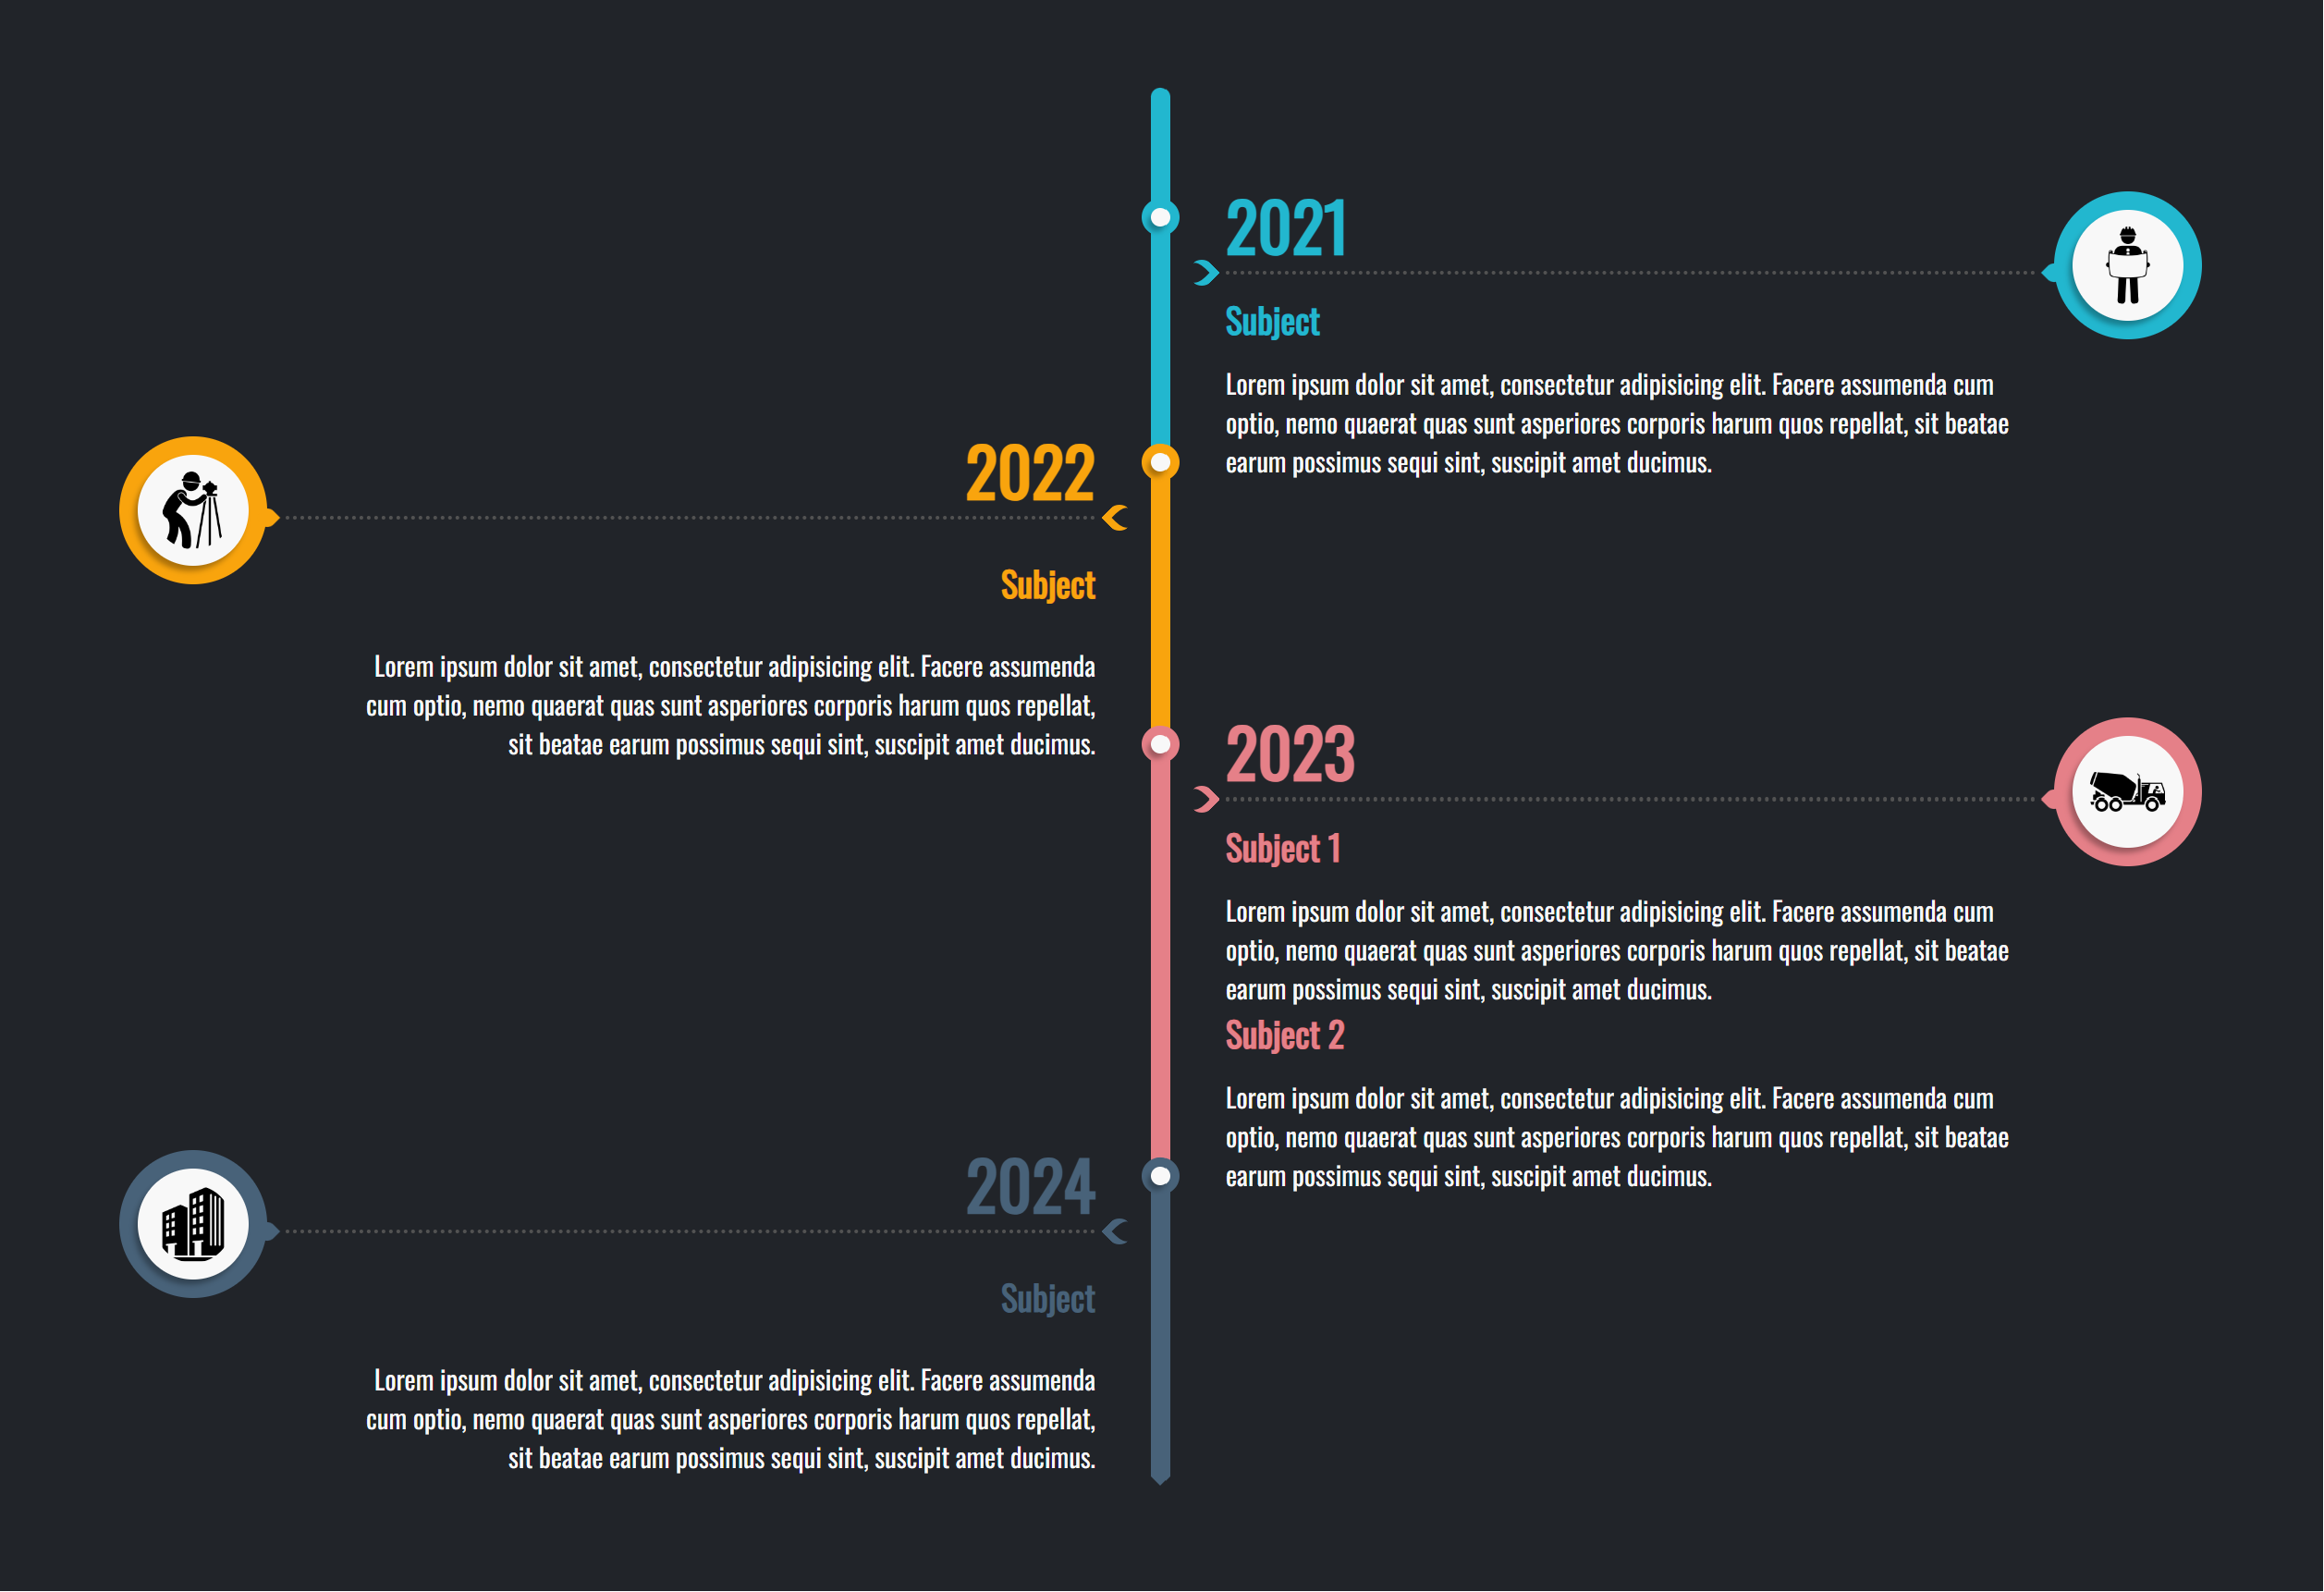 2021
Subject
Lorem ipsum dolor sit amet, consectetur adipisicing elit. Facere assumenda cum
optio, nemo quaerat quas sunt asperiores corporis harum quos repellat, sit beatae
earum possimus sequi sint, suscipit amet ducimus.
2022
Subject
Lorem ipsum dolor sit amet, consectetur adipisicing elit. Facere assumenda
cum optio, nemo quaerat quas sunt asperiores corporis harum quos repellat,
sit beatae earum possimus sequi sint, suscipit amet ducimus.
2023
Subject 1
Lorem ipsum dolor sit amet, consectetur adipisicing elit. Facere assumenda cum
optio, nemo quaerat quas sunt asperiores corporis harum quos repellat, sit beatae
earum possimus sequi sint, suscipit amet ducimus.
Subject 2
Lorem ipsum dolor sit amet, consectetur adipisicing elit. Facere assumenda cum
optio, nemo quaerat quas sunt asperiores corporis harum quos repellat, sit beatae
earum possimus sequi sint, suscipit amet ducimus.
2024
Subject
Lorem ipsum dolor sit amet, consectetur adipisicing elit. Facere assumenda
cum optio, nemo quaerat quas sunt asperiores corporis harum quos repellat,
sit beatae earum possimus sequi sint, suscipit amet ducimus.